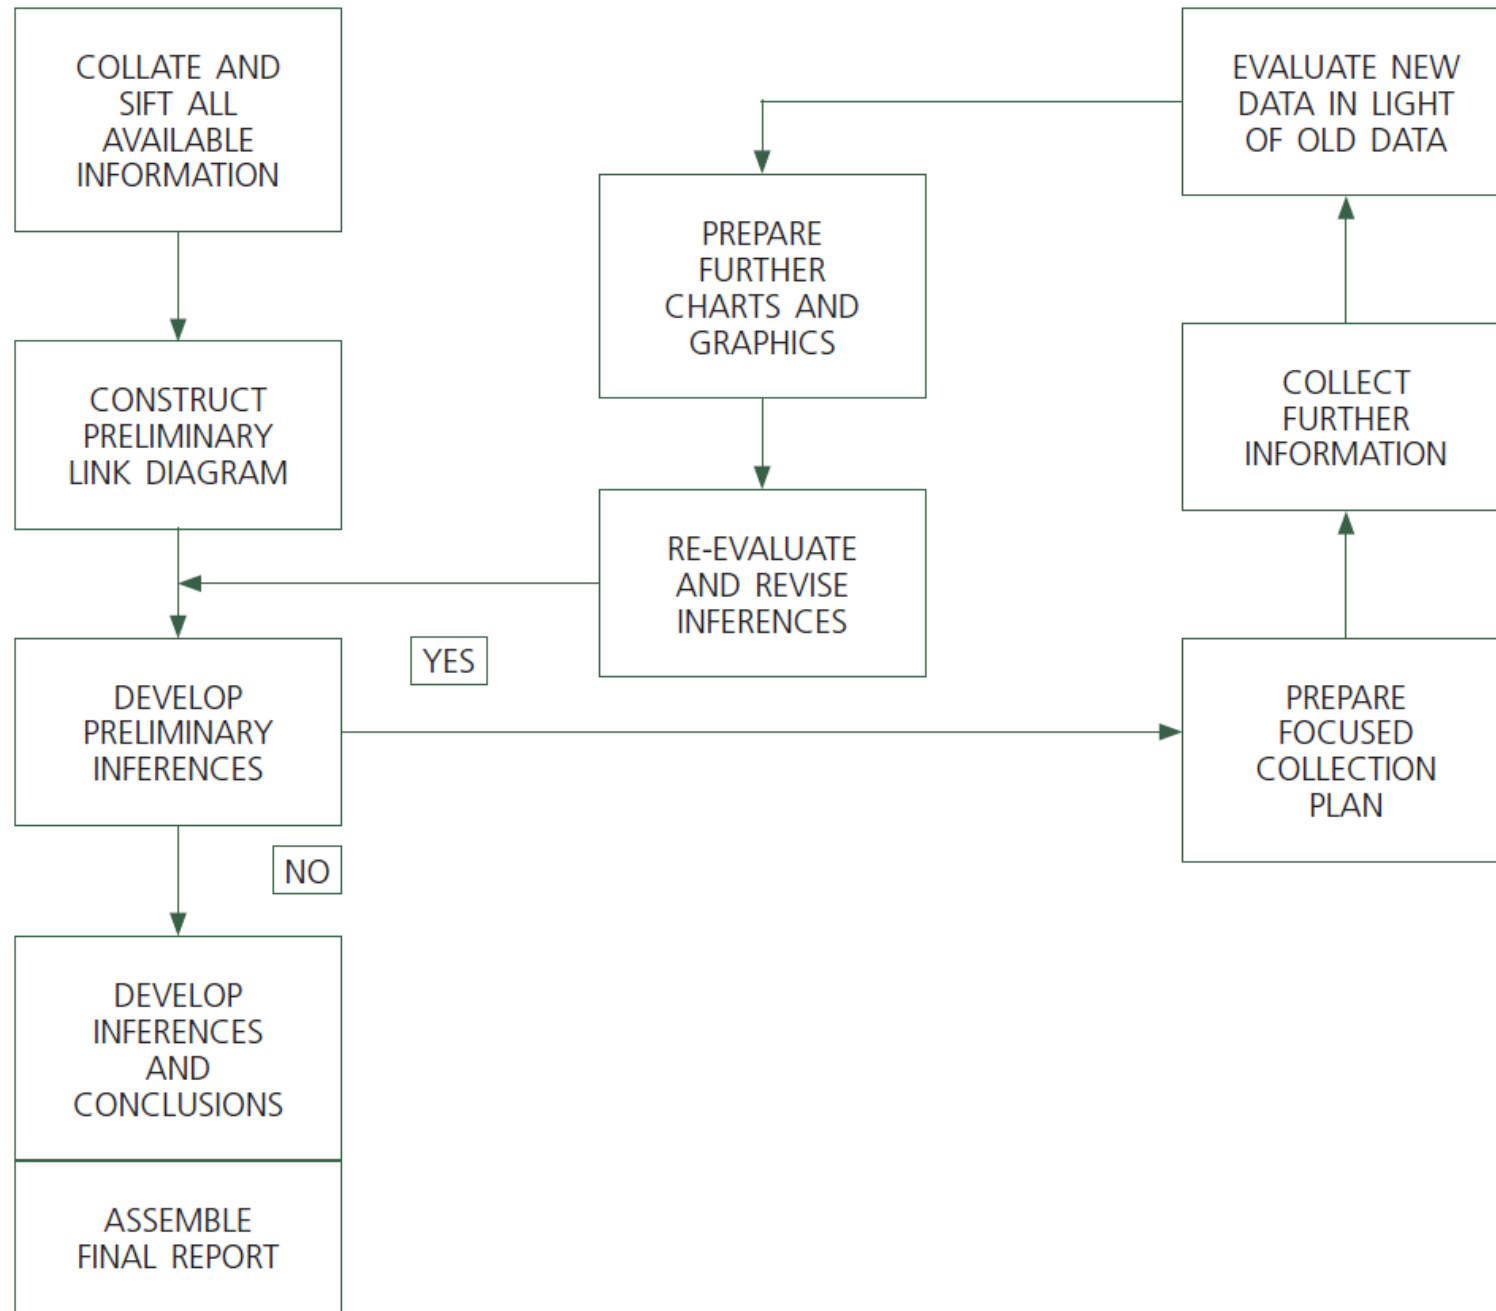 COLLATE AND
SIFT ALL
AVAILABLE
INFORMATION
CONSTRUCT
PRELIMINARY
LINK DIAGRAM
DEVELOP
PRELIMINARY
INFERENCES
YES
NO
DEVELOP
INFERENCES
AND
CONCLUSIONS
ASSEMBLE
FINAL REPORT
PREPARE
FOCUSED
COLLECTION
PLAN
COLLECT
FURTHER
INFORMATION
EVALUATE NEW
DATA IN LIGHT
OF OLD DATA
PREPARE
FURTHER
CHARTS AND
GRAPHICS
RE-EVALUATE
AND REVISE
INFERENCES